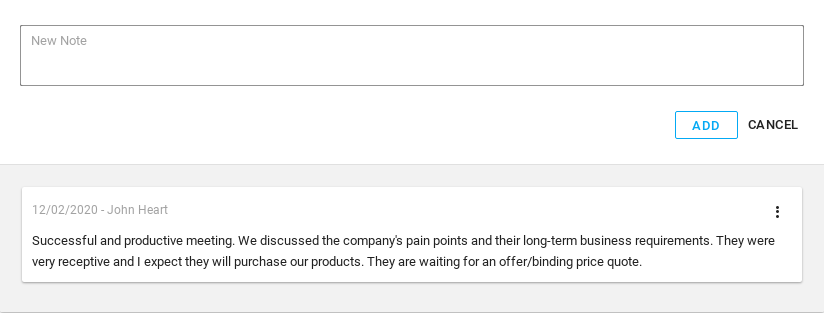 New Note
ADD CANCEL
12/02/2020 - John Heart
Successful and productive meeting. We discussed the company's pain points and their long-term business requirements. They were
very receptive and I expect they will purchase our products. They are waiting for an offer/binding price quote.